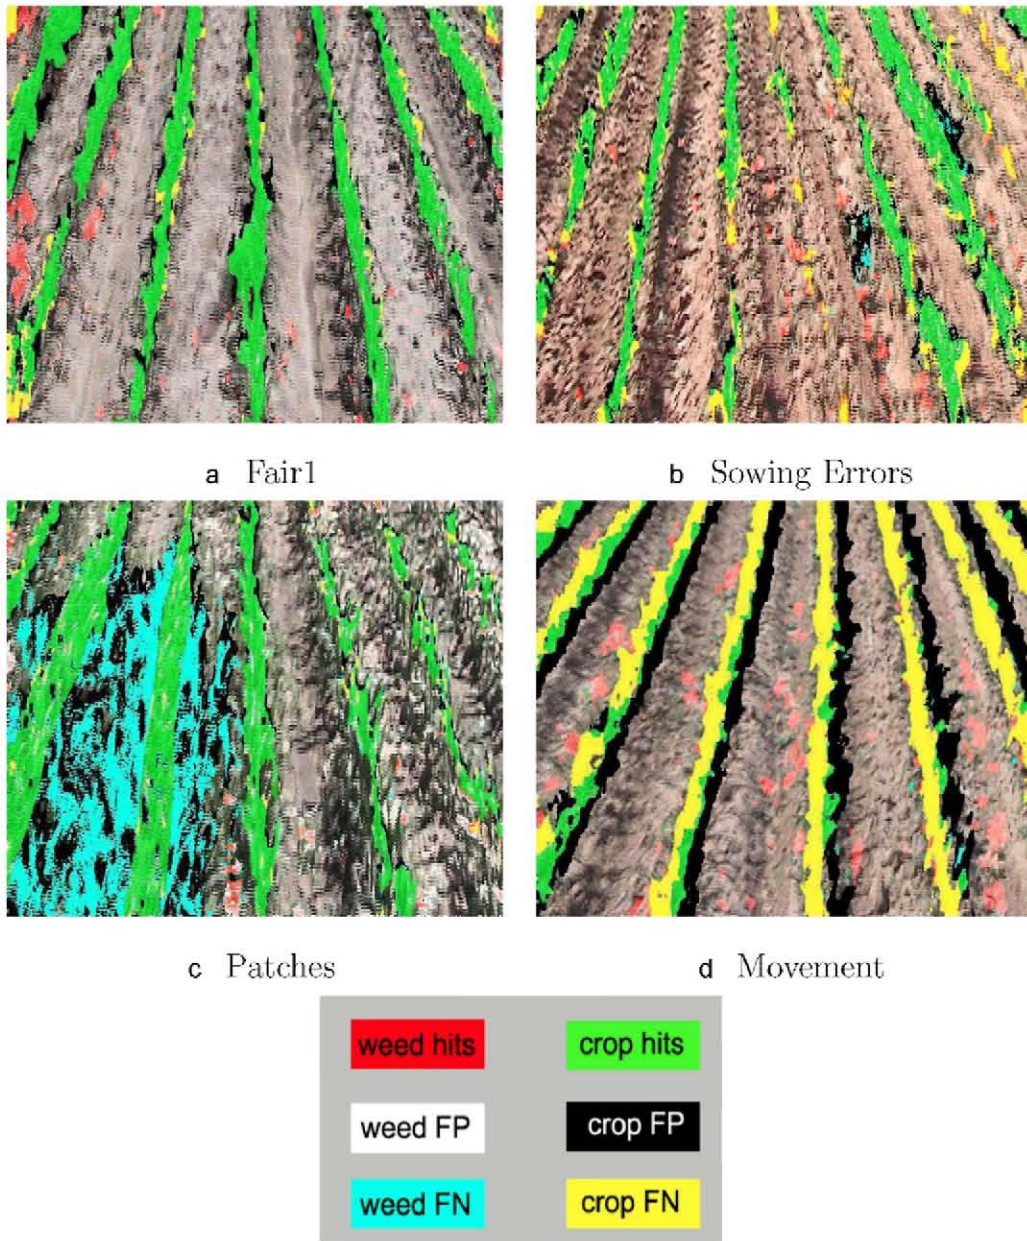 a Fair1
b Sowing Errors
c Patches
d Movement
weed hits
crop hits
weed FP
crop FP
weed FN
crop FN